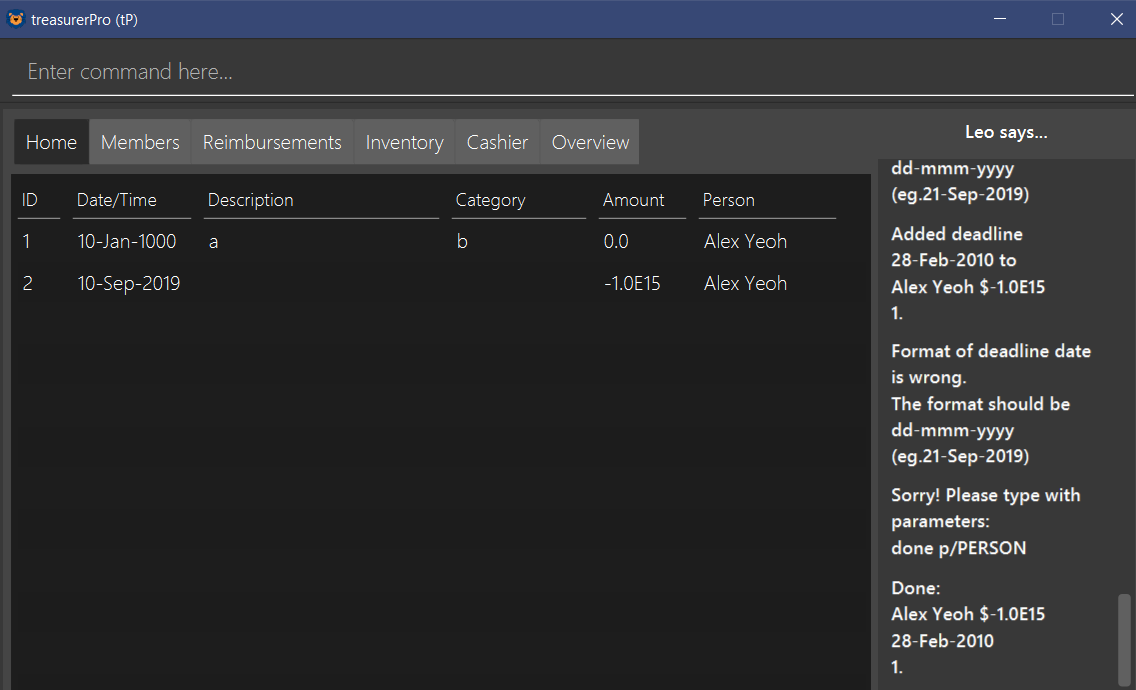 treasurerPro (tP)
Enter command here...
Home Members Reimbursements Inventory Cashier Overview
ID Date/Time Description Category Amount Person
1 10-Jan-1000 a b 0.0 Alex Yeoh
2 10-Sep-2019 -1.0E15 Alex Yeoh
Leo says...
dd-mmm-yyyy
(eg.21-Sep-2019)
Added deadline
28-Feb-2010 to
Alex Yeoh $-1.0E15
1.
Format of deadline date
is wrong.
The format should be
dd-mmm-yyyy
(eg.21-Sep-2019)
Sorry! Please type with
parameters:
done p/PERSON
Done:
Alex Yeoh $-1.0E15
28-Feb-2010
1.